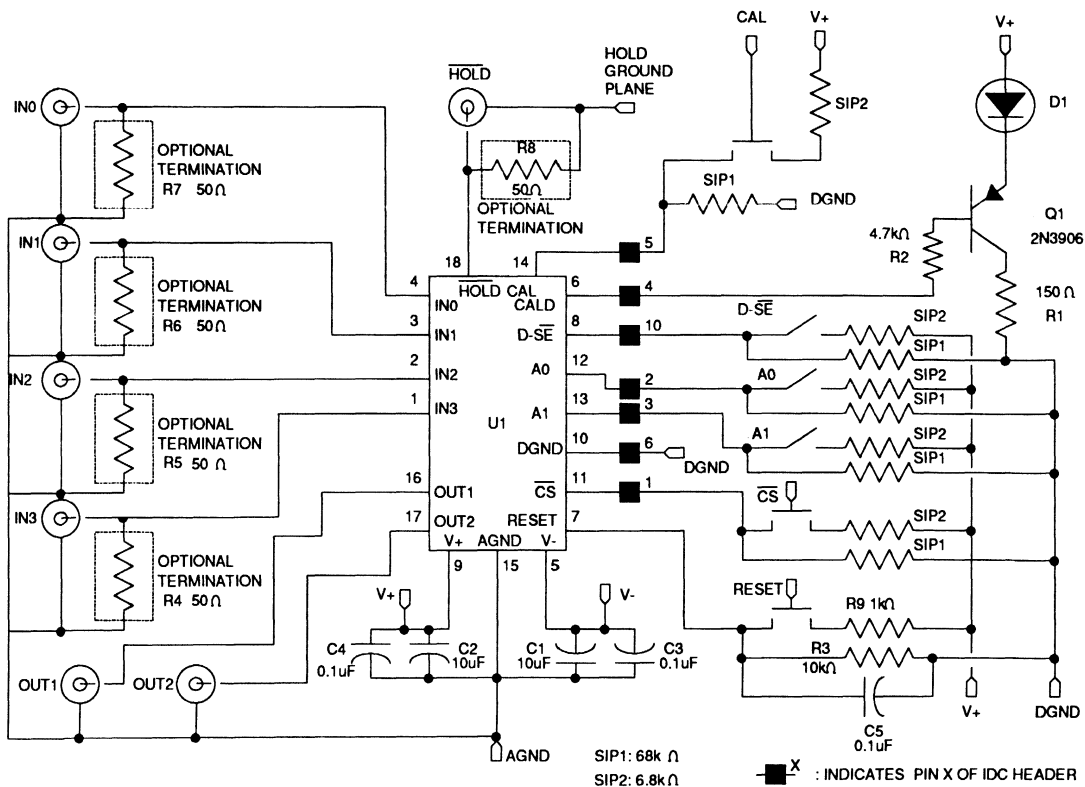 CAL
V+
V+
HOLD
HOLD
GROUND
PLANE
IN0
D1
SIP2
OPTIONAL
TERMINATION
R7 50Ω
R8
50Ω
OPTIONAL
TERMINATION
SIP1
DGND
Q1
2N3906
IN1
4.7kΩ
R2
5
18
14
OPTIONAL
TERMINATION
R6 50Ω
4
HOLD CAL
6
4
150Ω
R1
IN0
CALD
3
IN1
8
D-SE
10
D-SE
SIP2
SIP1
IN2
2
IN2
12
A0
2
A0
SIP2
SIP1
1
IN3
13
A1
3
U1
OPTIONAL
TERMINATION
R5 50Ω
A1
SIP2
SIP1
10
DGND
6
DGND
16
OUT1
11
CS
1
CS
IN3
17
OUT2
RESET
7
SIP2
SIP1
V+
AGND
V-
9
15
5
OPTIONAL
TERMINATION
R4 50Ω
V+
V-
RESET
R9 1kΩ
C4
0.1uF
C2
10uF
C1
10uF
C3
0.1uF
R3
10kΩ
OUT1
OUT2
V+
DGND
C5
0.1uF
AGND
SIP1: 68k Ω
SIP2: 6.8kΩ
X
: INDICATES PIN X OF IDC HEADER